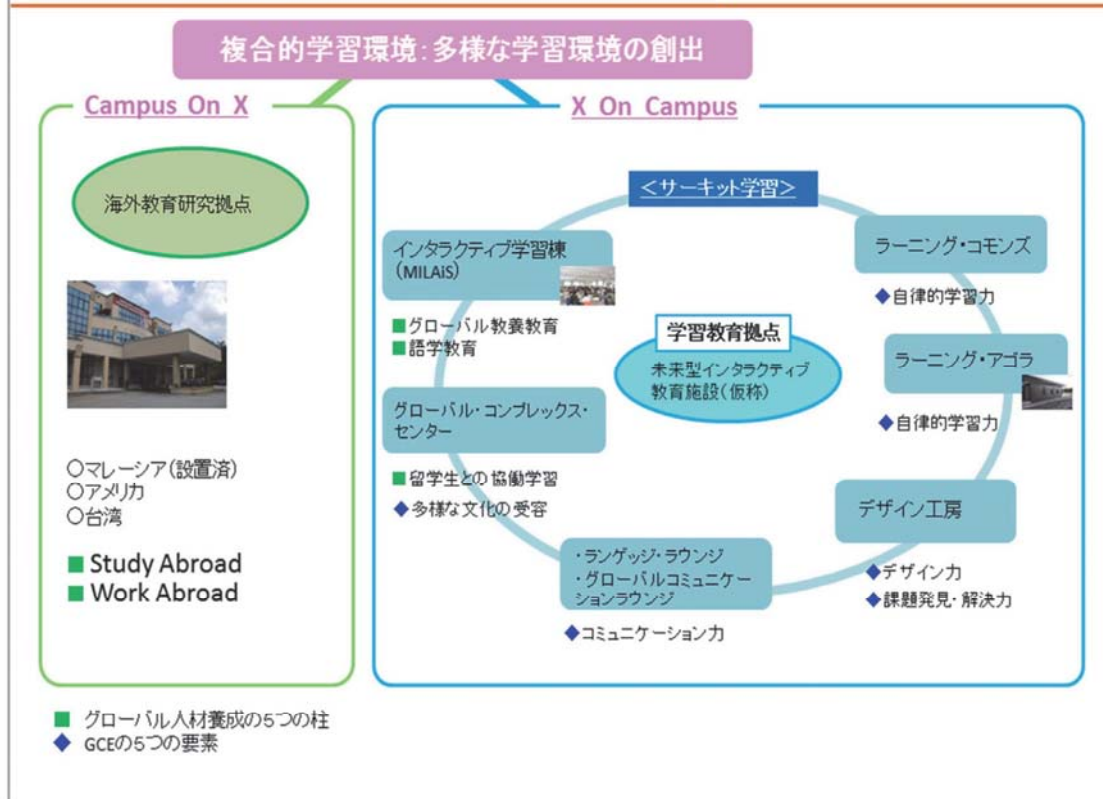 複合的学習環境：多様な学習環境の創出
Campus On X
海外教育研究拠点
○マレーシア(設置済)
○アメリカ
○台湾
■ Study Abroad
■ Work Abroad
X On Campus
＜サーキット学習＞
インタラクティブ学習棟
(MILAiS)
■グローバル教養教育
■語学教育
グローバル・コンプレックス・
センター
■留学生との協働学習
◆多様な文化の受容
・ランゲッジ・ラウンジ
・グローバルコミュニケー
ションラウンジ
◆コミュニケーション力
学習教育拠点
未来型インタラクティブ
教育施設(仮称)
ラーニング・コモンズ
◆自律的学習力
ラーニング・アゴラ
◆自律的学習力
デザイン工房
◆デザイン力
◆課題発見・解決力
■ グローバル人材養成の5つの柱
◆ GCEの5つの要素